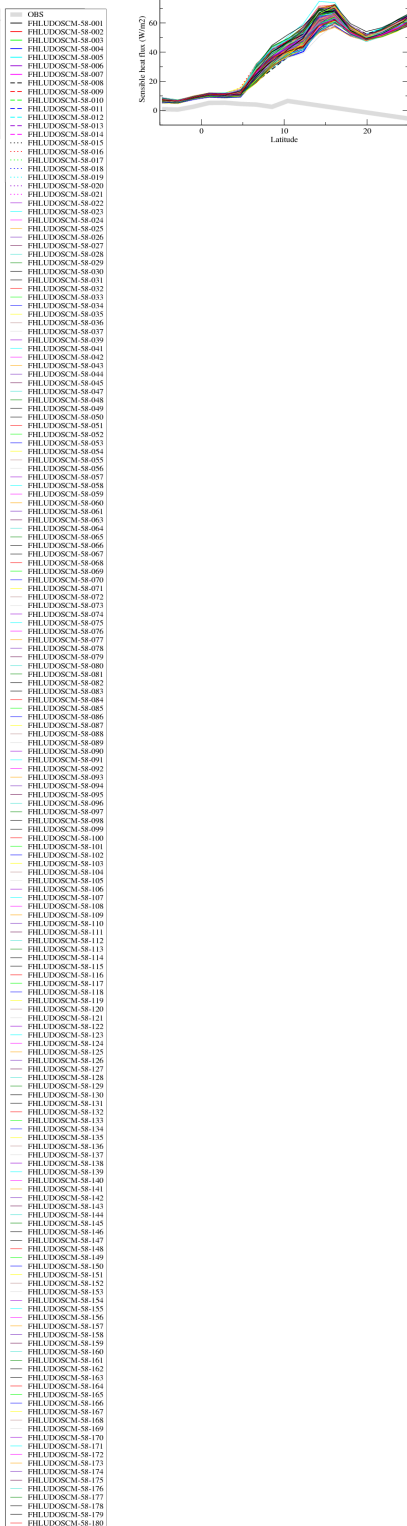 OBS
FHLUDOSCM-58-001
FHLUDOSCM-58-002
FHLUDOSCM-58-003
FHLUDOSCM-58-004
FHLUDOSCM-58-005
FHLUDOSCM-58-006
FHLUDOSCM-58-007
FHLUDOSCM-58-008
FHLUDOSCM-58-009
FHLUDOSCM-58-010
FHLUDOSCM-58-011
FHLUDOSCM-58-012
FHLUDOSCM-58-013
FHLUDOSCM-58-014
FHLUDOSCM-58-015
FHLUDOSCM-58-016
FHLUDOSCM-58-017
FHLUDOSCM-58-018
FHLUDOSCM-58-019
FHLUDOSCM-58-020
FHLUDOSCM-58-021
FHLUDOSCM-58-022
FHLUDOSCM-58-023
FHLUDOSCM-58-024
FHLUDOSCM-58-025
FHLUDOSCM-58-026
FHLUDOSCM-58-027
FHLUDOSCM-58-028
FHLUDOSCM-58-029
FHLUDOSCM-58-030
FHLUDOSCM-58-031
FHLUDOSCM-58-032
FHLUDOSCM-58-033
FHLUDOSCM-58-034
FHLUDOSCM-58-035
FHLUDOSCM-58-036
FHLUDOSCM-58-037
FHLUDOSCM-58-039
FHLUDOSCM-58-041
FHLUDOSCM-58-042
FHLUDOSCM-58-043
FHLUDOSCM-58-044
FHLUDOSCM-58-045
FHLUDOSCM-58-047
FHLUDOSCM-58-048
FHLUDOSCM-58-049
FHLUDOSCM-58-050
FHLUDOSCM-58-051
FHLUDOSCM-58-052
FHLUDOSCM-58-053
FHLUDOSCM-58-054
FHLUDOSCM-58-055
FHLUDOSCM-58-056
FHLUDOSCM-58-057
FHLUDOSCM-58-058
FHLUDOSCM-58-059
FHLUDOSCM-58-060
FHLUDOSCM-58-061
FHLUDOSCM-58-063
FHLUDOSCM-58-064
FHLUDOSCM-58-065
FHLUDOSCM-58-066
FHLUDOSCM-58-067
FHLUDOSCM-58-068
FHLUDOSCM-58-069
FHLUDOSCM-58-070
FHLUDOSCM-58-071
FHLUDOSCM-58-072
FHLUDOSCM-58-073
FHLUDOSCM-58-074
FHLUDOSCM-58-075
FHLUDOSCM-58-076
FHLUDOSCM-58-077
FHLUDOSCM-58-078
FHLUDOSCM-58-079
FHLUDOSCM-58-080
FHLUDOSCM-58-081
FHLUDOSCM-58-082
FHLUDOSCM-58-083
FHLUDOSCM-58-084
FHLUDOSCM-58-085
FHLUDOSCM-58-086
FHLUDOSCM-58-087
FHLUDOSCM-58-088
FHLUDOSCM-58-089
FHLUDOSCM-58-090
FHLUDOSCM-58-091
FHLUDOSCM-58-092
FHLUDOSCM-58-093
FHLUDOSCM-58-094
FHLUDOSCM-58-095
FHLUDOSCM-58-096
FHLUDOSCM-58-097
FHLUDOSCM-58-098
FHLUDOSCM-58-099
FHLUDOSCM-58-100
FHLUDOSCM-58-101
FHLUDOSCM-58-102
FHLUDOSCM-58-103
FHLUDOSCM-58-104
FHLUDOSCM-58-105
FHLUDOSCM-58-106
FHLUDOSCM-58-107
FHLUDOSCM-58-108
FHLUDOSCM-58-109
FHLUDOSCM-58-110
FHLUDOSCM-58-111
FHLUDOSCM-58-112
FHLUDOSCM-58-113
FHLUDOSCM-58-114
FHLUDOSCM-58-115
FHLUDOSCM-58-116
FHLUDOSCM-58-117
FHLUDOSCM-58-118
FHLUDOSCM-58-119
FHLUDOSCM-58-120
FHLUDOSCM-58-121
FHLUDOSCM-58-122
FHLUDOSCM-58-123
FHLUDOSCM-58-124
FHLUDOSCM-58-125
FHLUDOSCM-58-126
FHLUDOSCM-58-127
FHLUDOSCM-58-128
FHLUDOSCM-58-129
FHLUDOSCM-58-130
FHLUDOSCM-58-131
FHLUDOSCM-58-132
FHLUDOSCM-58-133
FHLUDOSCM-58-134
FHLUDOSCM-58-135
FHLUDOSCM-58-136
FHLUDOSCM-58-137
FHLUDOSCM-58-138
FHLUDOSCM-58-139
FHLUDOSCM-58-140
FHLUDOSCM-58-141
FHLUDOSCM-58-142
FHLUDOSCM-58-143
FHLUDOSCM-58-144
FHLUDOSCM-58-145
FHLUDOSCM-58-146
FHLUDOSCM-58-147
FHLUDOSCM-58-148
FHLUDOSCM-58-149
FHLUDOSCM-58-150
FHLUDOSCM-58-151
FHLUDOSCM-58-152
FHLUDOSCM-58-153
FHLUDOSCM-58-154
FHLUDOSCM-58-155
FHLUDOSCM-58-156
FHLUDOSCM-58-157
FHLUDOSCM-58-158
FHLUDOSCM-58-159
FHLUDOSCM-58-160
FHLUDOSCM-58-161
FHLUDOSCM-58-162
FHLUDOSCM-58-163
FHLUDOSCM-58-164
FHLUDOSCM-58-165
FHLUDOSCM-58-166
FHLUDOSCM-58-167
FHLUDOSCM-58-168
FHLUDOSCM-58-169
FHLUDOSCM-58-170
FHLUDOSCM-58-171
FHLUDOSCM-58-172
FHLUDOSCM-58-173
FHLUDOSCM-58-174
FHLUDOSCM-58-175
FHLUDOSCM-58-176
FHLUDOSCM-58-177
FHLUDOSCM-58-178
FHLUDOSCM-58-179
FHLUDOSCM-58-180
Sensible heat flux (W/m2)
60
40
20
0
0
10
20
Latitude